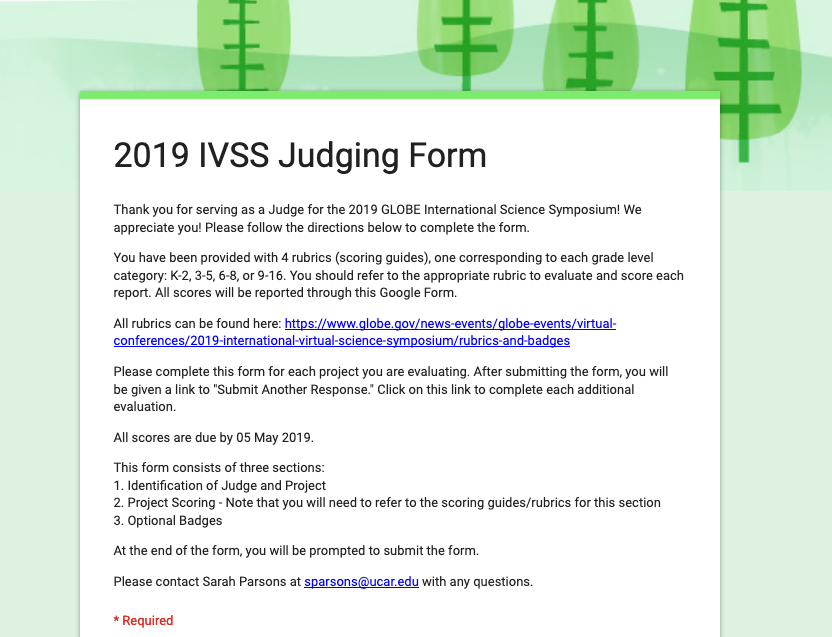 2019 IVSS Judging Form
Thank you for serving as a Judge for the 2019 GLOBE International Science Symposium! We
appreciate you! Please follow the directions below to complete the form.
You have been provided with 4 rubrics (scoring guides), one corresponding to each grade level
category: K-2, 3-5, 6-8, or 9-16. You should refer to the appropriate rubric to evaluate and score each
report. All scores will be reported through this Google Form.
All rubrics can be found here: https://www.globe.gov/news-events/globe-events/virtual-
conferences/2019-international-virtual-science-symposium/rubrics-and-badges
Please complete this form for each project you are evaluating. After submitting the form, you will
be given a link to "Submit Another Response." Click on this link to complete each additional
evaluation.
All scores are due by 05 May 2019.
This form consists of three sections:
1. Identification of Judge and Project
2. Project Scoring - Note that you will need to refer to the scoring guides/rubrics for this section
3. Optional Badges
At the end of the form, you will be prompted to submit the form.
Please contact Sarah Parsons at sparsons@ucar.edu with any questions.
* Required